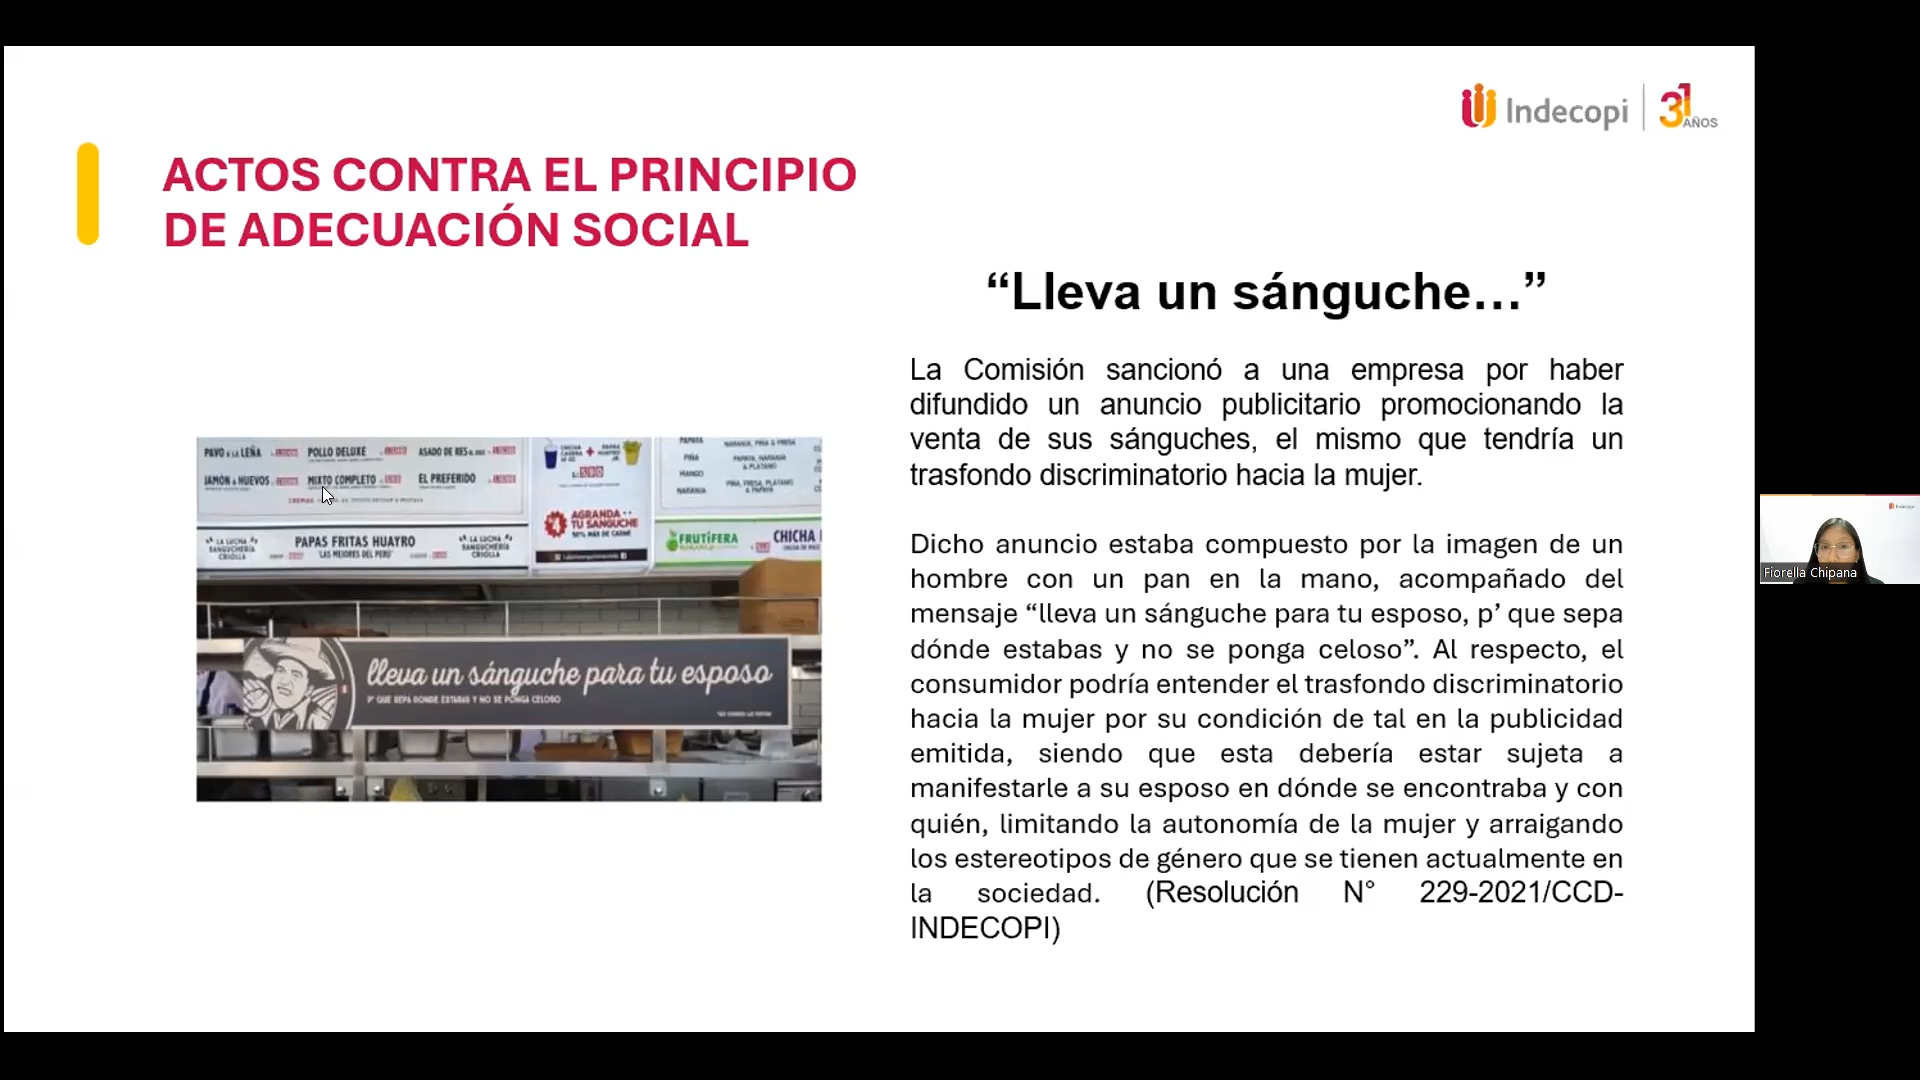 Indecopi
31 AÑOS
ACTOS CONTRA EL PRINCIPIO
DE ADECUACIÓN SOCIAL
“Lleva un sánguche...”
La Comisión sancionó a una empresa por haber
difundido un anuncio publicitario promocionando la
venta de sus sánguches, el mismo que tendría un
trasfondo discriminatorio hacia la mujer.
Dicho anuncio estaba compuesto por la imagen de un
hombre con un pan en la mano, acompañado del
mensaje “lleva un sánguche para tu esposo, p’ que sepa
dónde estabas y no se ponga celoso”. Al respecto, el
consumidor podría entender el trasfondo discriminatorio
hacia la mujer por su condición de tal en la publicidad
emitida, siendo que esta debería estar sujeta a
manifestarle a su esposo en dónde se encontraba y con
quién, limitando la autonomía de la mujer y arraigando
los estereotipos de género que se tienen actualmente en
la sociedad. (Resolución N° 229-2021/CCD-
INDECOPI)
PAVO A LA LEÑA
POLLO DELUXE
ASADO DE RES
JAMÓN & HUEVOS
MIXTO COMPLETO
EL PREFERIDO
LA LUCHA
SANGUCHERÍA
CRIOLLA
PAPAS FRITAS HUAYRO
"LAS MEJORES DEL PERÚ"
LA LUCHA
SANGUCHERÍA
CRIOLLA
AGRANDA
TU SANGUCHE
50% MÁS DE CARNE
PAPAYA
PIÑA
MANGO
NARANJA
NARANJA, PIÑA & FRESA
PAPAYA, NARANJA
& PLÁTANO
PIÑA, FRESA, PLÁTANO
& PAPAYA
FRUTÍFERA
CHICHA
lleva un sánguche para tu esposo
P' QUE SEPA DONDE ESTABAS Y NO SE PONGA CELOSO
Fiorella Chipana